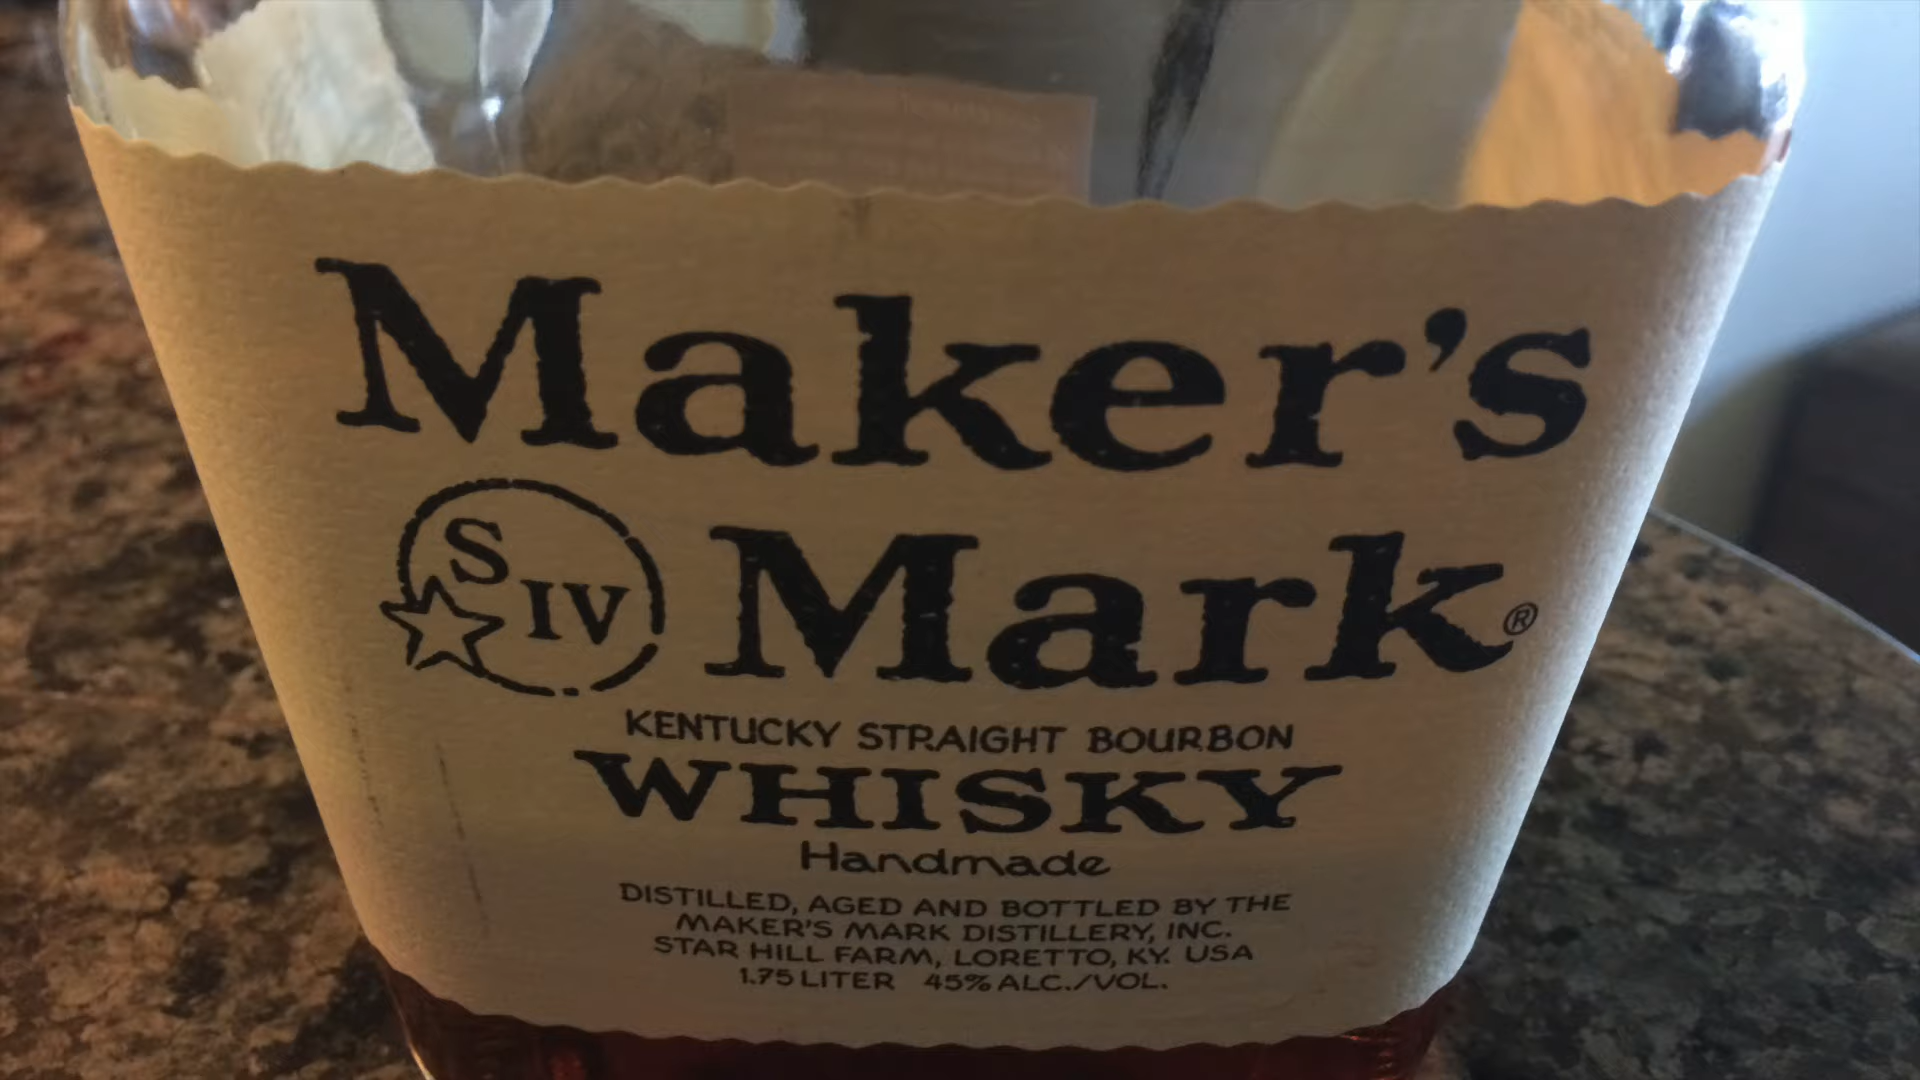 Maker's
S IV Mark®
KENTUCKY STRAIGHT BOURBON
WHISKY
Handmade
DISTILLED, AGED AND BOTTLED BY THE
MAKER'S MARK DISTILLERY, INC.
STAR HILL FARM, LORETTO, KY. USA
1.75 LITER 45% ALC./VOL.